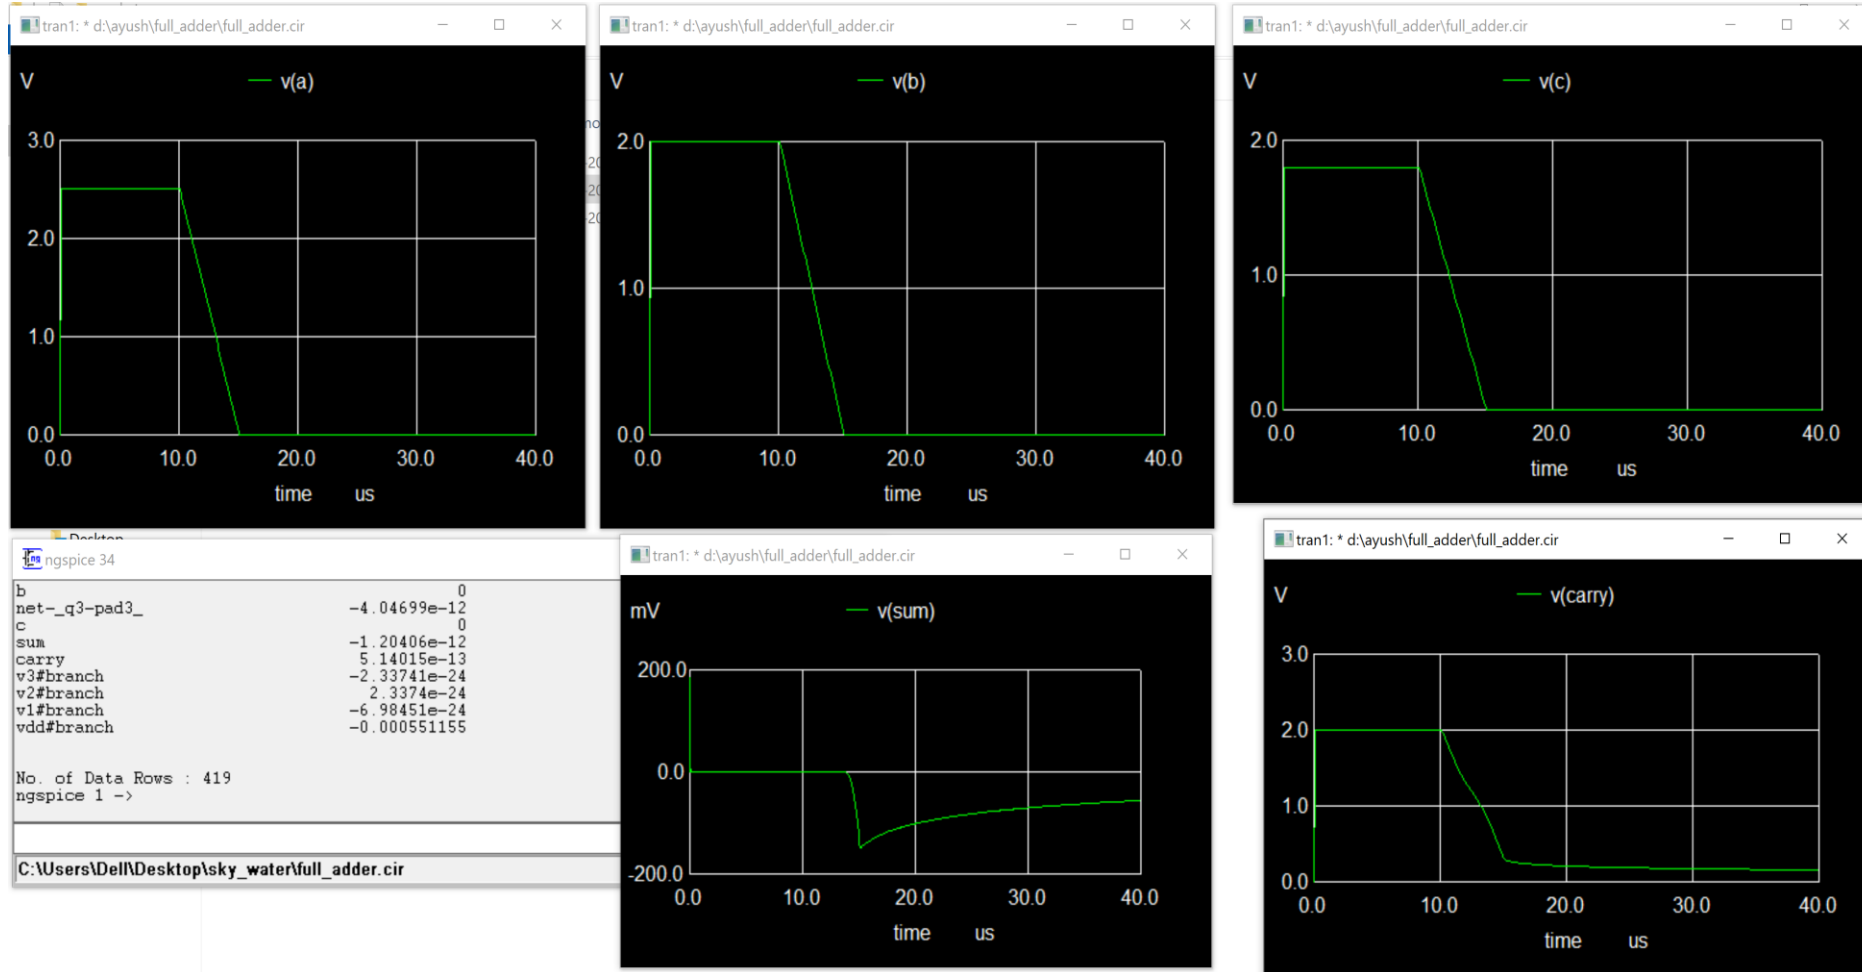 tran1: * d:\ayush\full_adder\full_adder.cir
V
v(a)
3.0
2.0
1.0
0.0
0.0 10.0 20.0 30.0 40.0
time us
tran1: * d:\ayush\full_adder\full_adder.cir
V
v(b)
2.0
1.0
0.0
0.0 10.0 20.0 30.0 40.0
time us
tran1: * d:\ayush\full_adder\full_adder.cir
V
v(c)
2.0
1.0
0.0
0.0 10.0 20.0 30.0 40.0
time us
Desktop
ngspice 34
b 0
net-_q3-pad3_ -4.04699e-12
c 0
sum -1.20406e-12
carry 5.14015e-13
v3#branch -2.33741e-24
v2#branch 2.3374e-24
v1#branch -6.98451e-24
vdd#branch -0.000551155
No. of Data Rows : 419
ngspice 1 ->
C:\Users\Dell\Desktop\sky_water\full_adder.cir
tran1: * d:\ayush\full_adder\full_adder.cir
mV
v(sum)
200.0
0.0
-200.0
0.0 10.0 20.0 30.0 40.0
time us
tran1: * d:\ayush\full_adder\full_adder.cir
V
v(carry)
3.0
2.0
1.0
0.0
0.0 10.0 20.0 30.0 40.0
time us